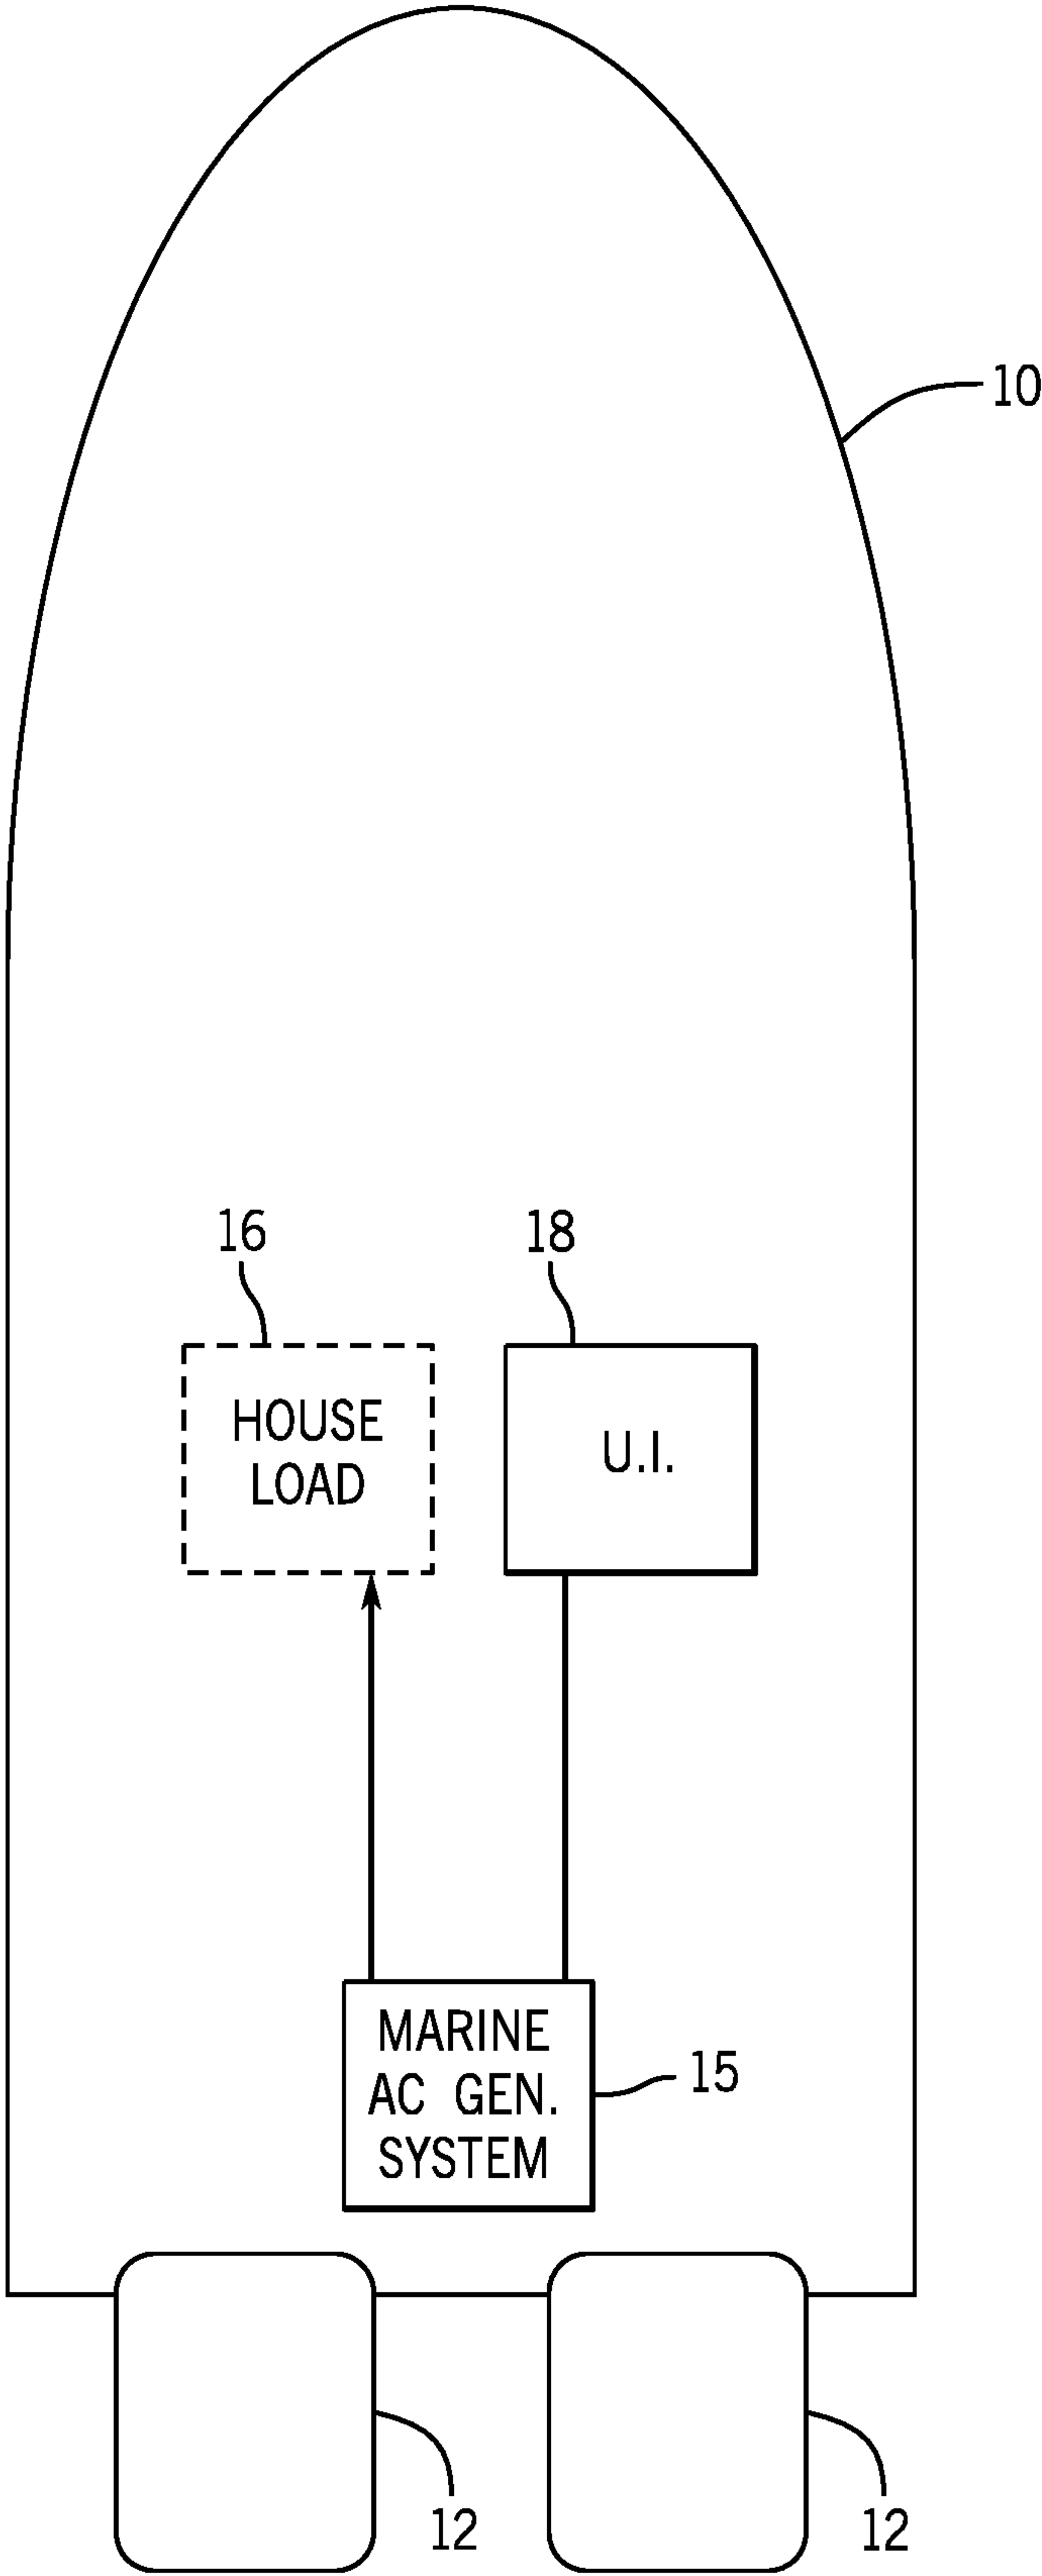 10
16
18
HOUSE
LOAD
U.I.
MARINE
AC GEN.
SYSTEM
15
12
12